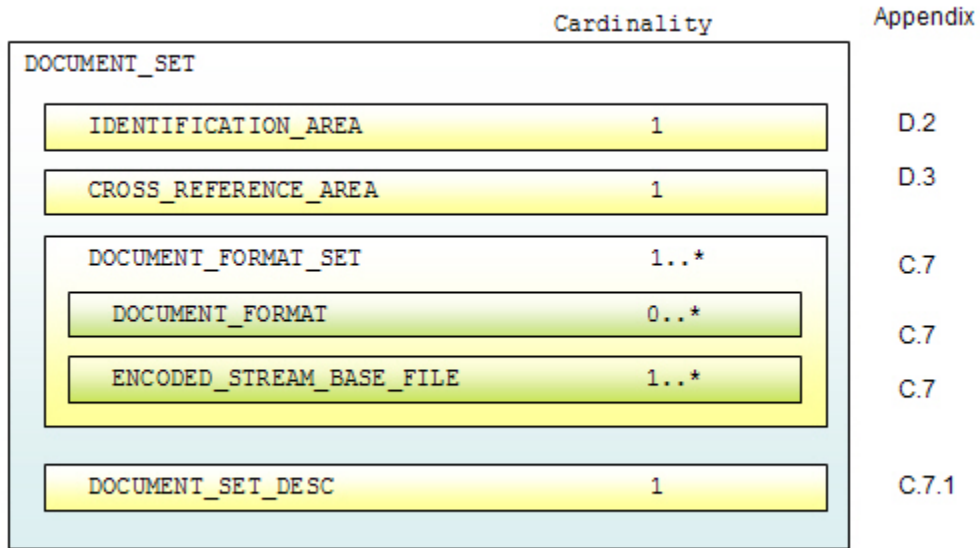 Cardinality Appendix
DOCUMENT_SET
IDENTIFICATION_AREA 1 D.2
CROSS_REFERENCE_AREA 1 D.3
DOCUMENT_FORMAT_SET 1..* C.7
DOCUMENT_FORMAT 0..* C.7
ENCODED_STREAM_BASE_FILE 1..* C.7
DOCUMENT_SET_DESC 1 C.7.1